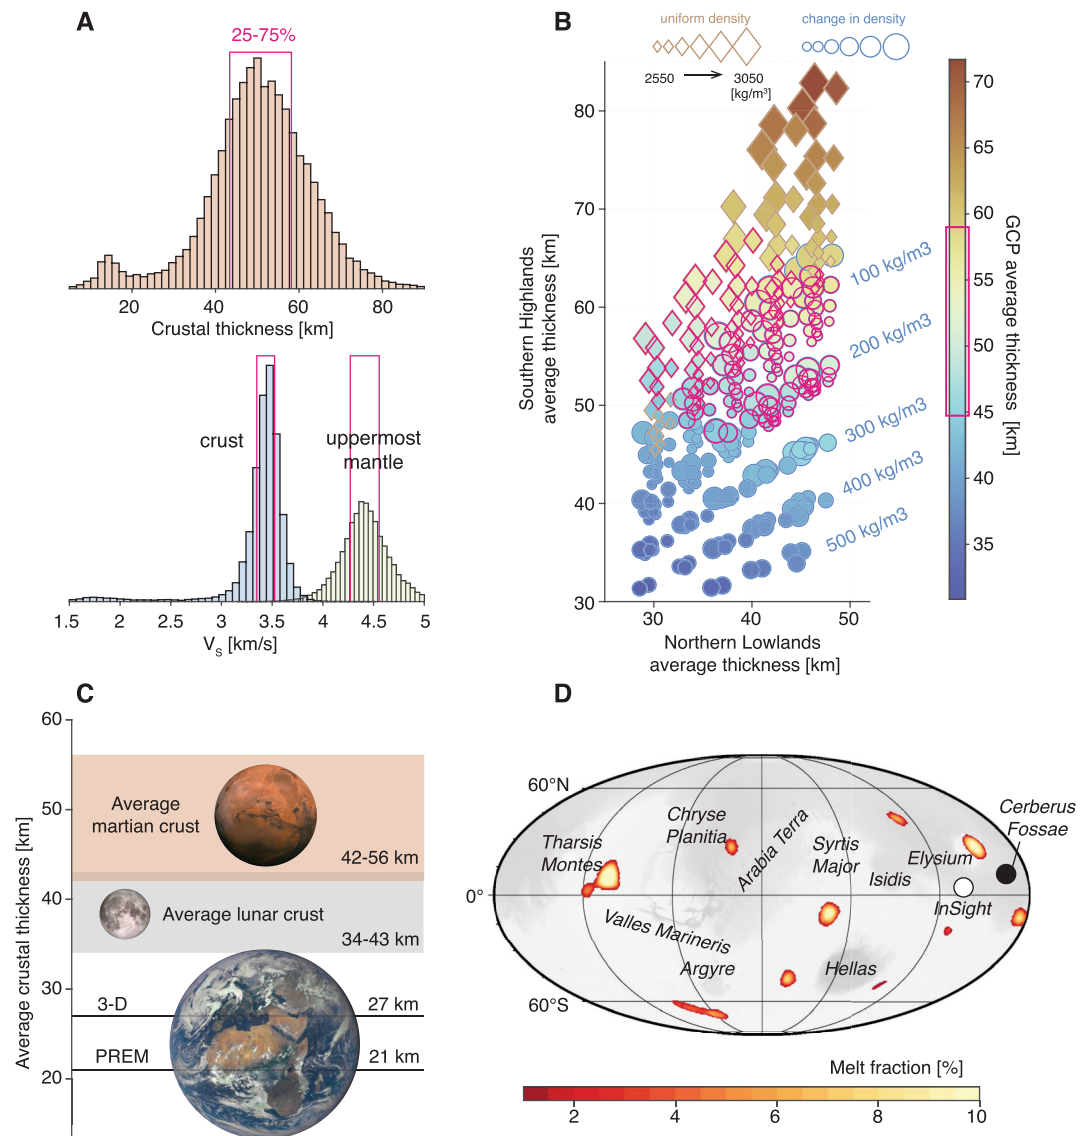 A
25-75%
20
40
60
80
Crustal thickness [km]
crust
uppermost
mantle
1.5
2
2.5
3
3.5
4
4.5
5
VS [km/s]
B
uniform density
change in density
2550
3050
[kg/m³]
80
70
60
50
40
30
Southern Highlands
average thickness [km]
30
40
50
Northern Lowlands
average thickness [km]
100 kg/m3
200 kg/m3
300 kg/m3
400 kg/m3
500 kg/m3
70
65
60
55
50
45
40
35
GCP average thickness [km]
C
60
50
40
30
20
Average crustal thickness [km]
Average
martian crust
42-56 km
Average lunar crust
34-43 km
3-D
27 km
PREM
21 km
D
60°N
0°
60°S
Cerberus
Fossae
Chryse
Planitia
Arabia Terra
Tharsis
Montes
Syrtis
Major
Elysium
Isidis
InSight
Valles Marineris
Argyre
Hellas
Melt fraction [%]
2
4
6
8
10